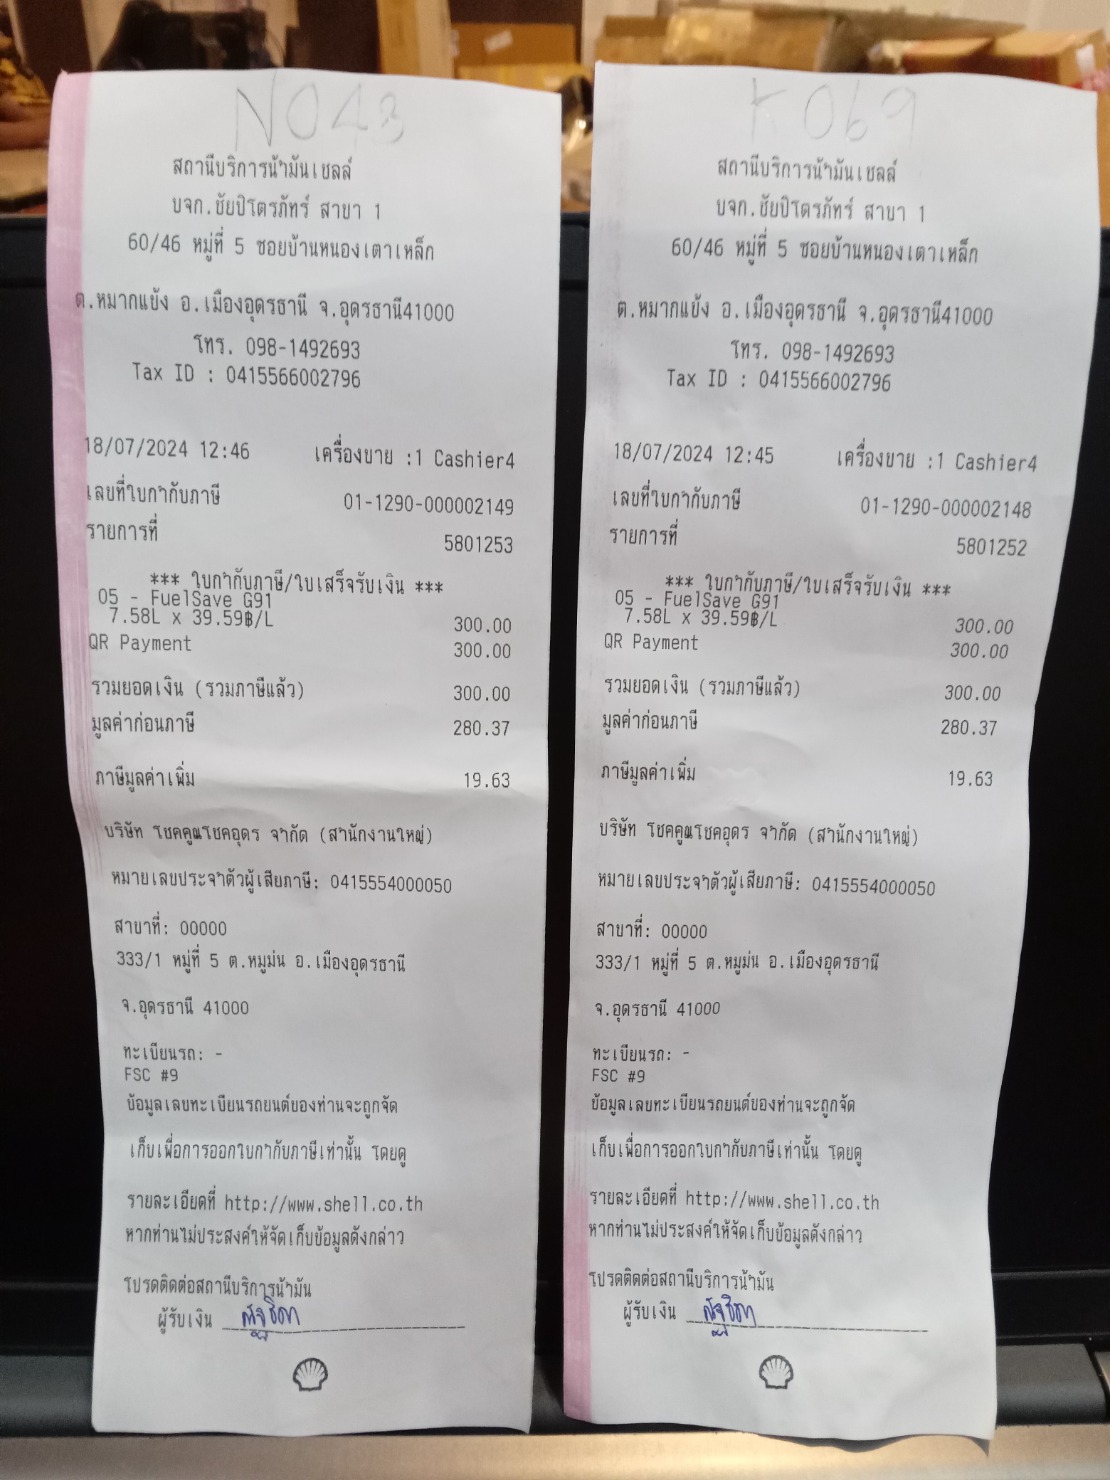 N043
สถานีบริการน้ำมันเชลล์
บจก.ชัยปิโตรภัทร์ สาขา 1
60/46 หมู่ที่ 5 ซอยบ้านหนองเตาเหล็ก
ต.หมากแข้ง อ.เมืองอุดรธานี จ.อุดรธานี41000
โทร. 098-1492693
Tax ID : 0415566002796
18/07/2024 12:46 เครื่องขาย :1 Cashier4
เลขที่ใบกำกับภาษี 01-1290-000002149
รายการที่ 5801253
*** ใบกำกับภาษี/ใบเสร็จรับเงิน ***
05 - FuelSave G91
7.58L x 39.59฿/L 300.00
QR Payment 300.00
รวมยอดเงิน (รวมภาษีแล้ว) 300.00
มูลค่าก่อนภาษี 280.37
ภาษีมูลค่าเพิ่ม 19.63
บริษัท โชคคูณโชคอุดร จำกัด (สำนักงานใหญ่)
หมายเลขประจำตัวผู้เสียภาษี: 0415554000050
สาขาที่: 00000
333/1 หมู่ที่ 5 ต.หมูม่น อ.เมืองอุดรธานี
จ.อุดรธานี 41000
ทะเบียนรถ: -
FSC #9
ข้อมูลเลขทะเบียนรถยนต์ของท่านจะถูกจัด
เก็บเพื่อการออกใบกำกับภาษีเท่านั้น โดยดู
รายละเอียดที่ http://www.shell.co.th
หากท่านไม่ประสงค์ให้จัดเก็บข้อมูลดังกล่าว
โปรดติดต่อสถานีบริการน้ำมัน
ผู้รับเงิน
K069
สถานีบริการน้ำมันเชลล์
บจก.ชัยปิโตรภัทร์ สาขา 1
60/46 หมู่ที่ 5 ซอยบ้านหนองเตาเหล็ก
ต.หมากแข้ง อ.เมืองอุดรธานี จ.อุดรธานี41000
โทร. 098-1492693
Tax ID : 0415566002796
18/07/2024 12:45 เครื่องขาย :1 Cashier4
เลขที่ใบกำกับภาษี 01-1290-000002148
รายการที่ 5801252
*** ใบกำกับภาษี/ใบเสร็จรับเงิน ***
05 - FuelSave G91
7.58L x 39.59฿/L 300.00
QR Payment 300.00
รวมยอดเงิน (รวมภาษีแล้ว) 300.00
มูลค่าก่อนภาษี 280.37
ภาษีมูลค่าเพิ่ม 19.63
บริษัท โชคคูณโชคอุดร จำกัด (สำนักงานใหญ่)
หมายเลขประจำตัวผู้เสียภาษี: 0415554000050
สาขาที่: 00000
333/1 หมู่ที่ 5 ต.หมูม่น อ.เมืองอุดรธานี
จ.อุดรธานี 41000
ทะเบียนรถ: -
FSC #9
ข้อมูลเลขทะเบียนรถยนต์ของท่านจะถูกจัด
เก็บเพื่อการออกใบกำกับภาษีเท่านั้น โดยดู
รายละเอียดที่ http://www.shell.co.th
หากท่านไม่ประสงค์ให้จัดเก็บข้อมูลดังกล่าว
โปรดติดต่อสถานีบริการน้ำมัน
ผู้รับเงิน